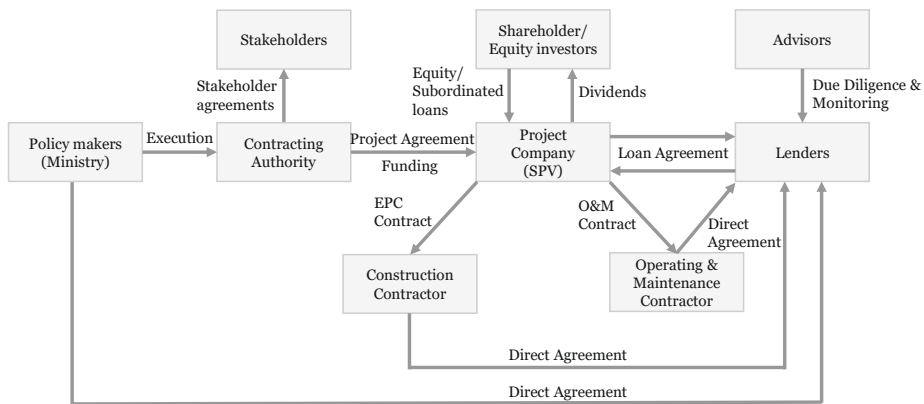 Stakeholders
Shareholder/
Equity investors
Advisors
Stakeholder
agreements
Equity/
Subordinated
loans
Dividends
Due Diligence &
Monitoring
Policy makers
(Ministry)
Execution
Contracting
Authority
Project Agreement
Funding
Project
Company
(SPV)
Loan Agreement
Lenders
EPC
Contract
O&M
Contract
Direct
Agreement
Construction
Contractor
Operating &
Maintenance
Contractor
Direct Agreement
Direct Agreement